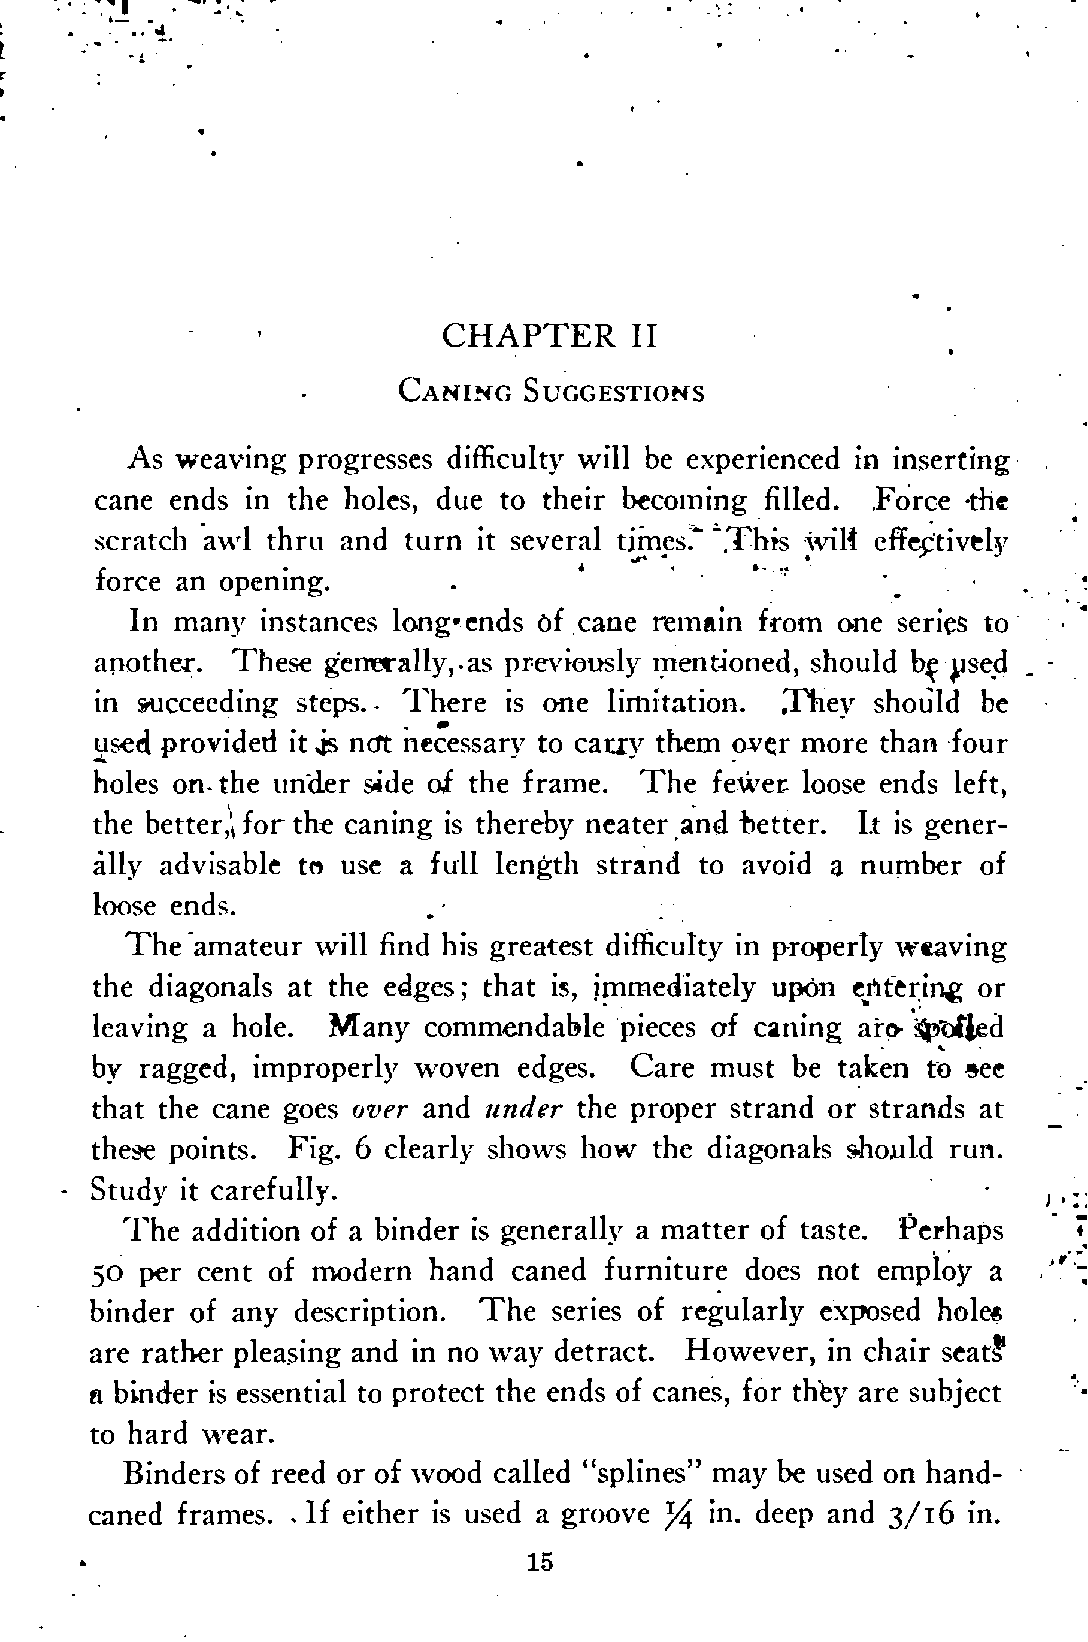 CHAPTER II
CANING SUGGESTIONS
As weaving progresses difficulty will be experienced in inserting
cane ends in the holes, due to their becoming filled. Force the
scratch awl thru and turn it several times. This will effectively
force an opening.
In many instances long ends of cane remain from one series to
another. These generally, as previously mentioned, should be used
in succeeding steps. There is one limitation. They should be
used provided it is not necessary to carry them over more than four
holes on the under side of the frame. The fewer loose ends left,
the better, for the caning is thereby neater and better. It is gener-
ally advisable to use a full length strand to avoid a number of
loose ends.
The amateur will find his greatest difficulty in properly weaving
the diagonals at the edges; that is, immediately upon entering or
leaving a hole. Many commendable pieces of caning are spoiled
by ragged, improperly woven edges. Care must be taken to see
that the cane goes over and under the proper strand or strands at
these points. Fig. 6 clearly shows how the diagonals should run.
Study it carefully.
The addition of a binder is generally a matter of taste. Perhaps
50 per cent of modern hand caned furniture does not employ a
binder of any description. The series of regularly exposed holes
are rather pleasing and in no way detract. However, in chair seats
a binder is essential to protect the ends of canes, for they are subject
to hard wear.
Binders of reed or of wood called "splines" may be used on hand-
caned frames. If either is used a groove ¼ in. deep and 3/16 in.
15